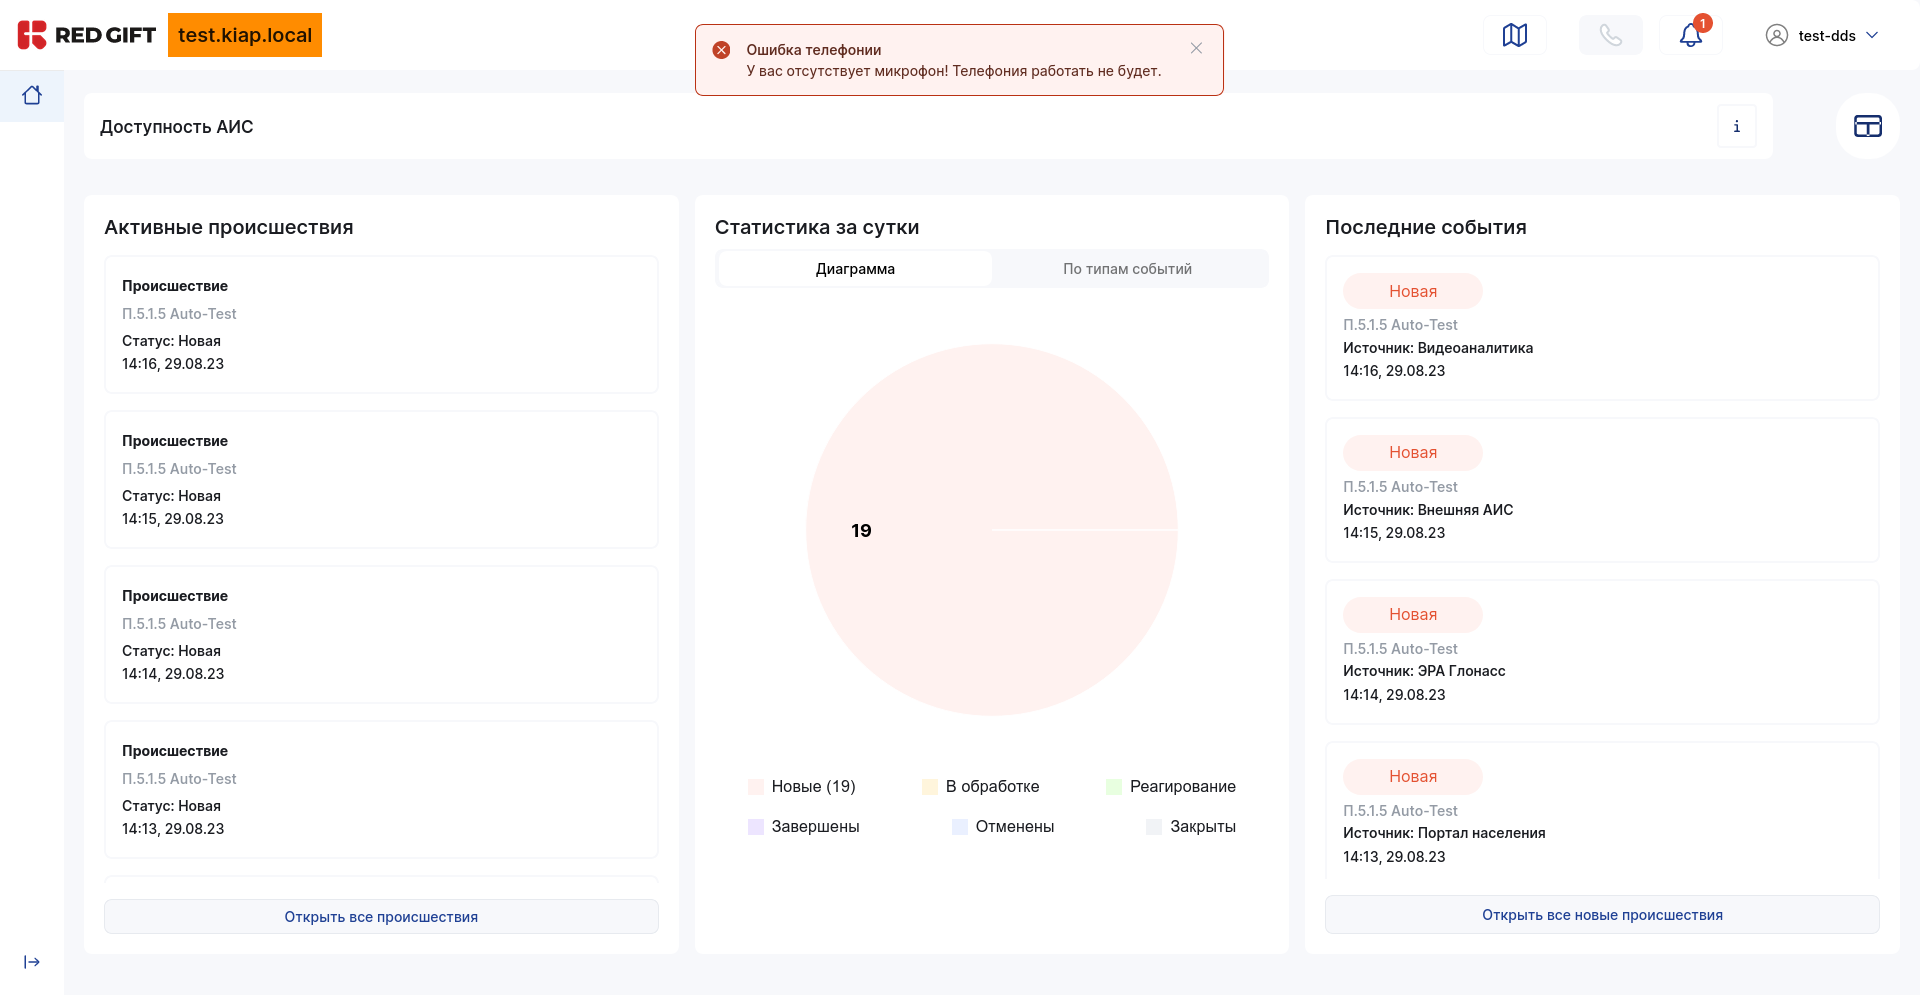 RED GIFT
test.kiap.local
Ошибка телефонии
У вас отсутствует микрофон! Телефония работать не будет.
1
test-dds
Доступность АИС
i
Активные происшествия
Происшествие
П.5.1.5 Auto-Test
Статус: Новая
14:16, 29.08.23
Происшествие
П.5.1.5 Auto-Test
Статус: Новая
14:15, 29.08.23
Происшествие
П.5.1.5 Auto-Test
Статус: Новая
14:14, 29.08.23
Происшествие
П.5.1.5 Auto-Test
Статус: Новая
14:13, 29.08.23
Открыть все происшествия
Статистика за сутки
Диаграмма
По типам событий
19
Новые (19)
В обработке
Реагирование
Завершены
Отменены
Закрыты
Последние события
Новая
П.5.1.5 Auto-Test
Источник: Видеоаналитика
14:16, 29.08.23
Новая
П.5.1.5 Auto-Test
Источник: Внешняя АИС
14:15, 29.08.23
Новая
П.5.1.5 Auto-Test
Источник: ЭРА Глонасс
14:14, 29.08.23
Новая
П.5.1.5 Auto-Test
Источник: Портал населения
14:13, 29.08.23
Открыть все новые происшествия